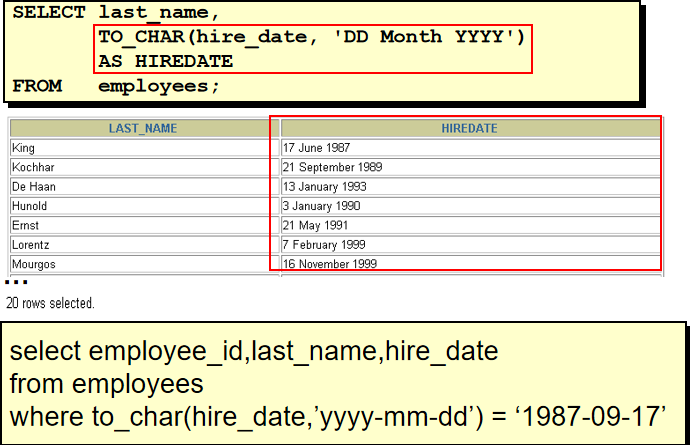 SELECT last_name,
TO_CHAR(hire_date, 'DD Month YYYY')
AS HIREDATE
FROM employees;
LAST_NAME HIREDATE
King 17 June 1987
Kochhar 21 September 1989
De Haan 13 January 1993
Hunold 3 January 1990
Ernst 21 May 1991
Lorentz 7 February 1999
Mourgos 16 November 1999
...
20 rows selected.
select employee_id,last_name,hire_date
from employees
where to_char(hire_date,’yyyy-mm-dd’) = ‘1987-09-17’